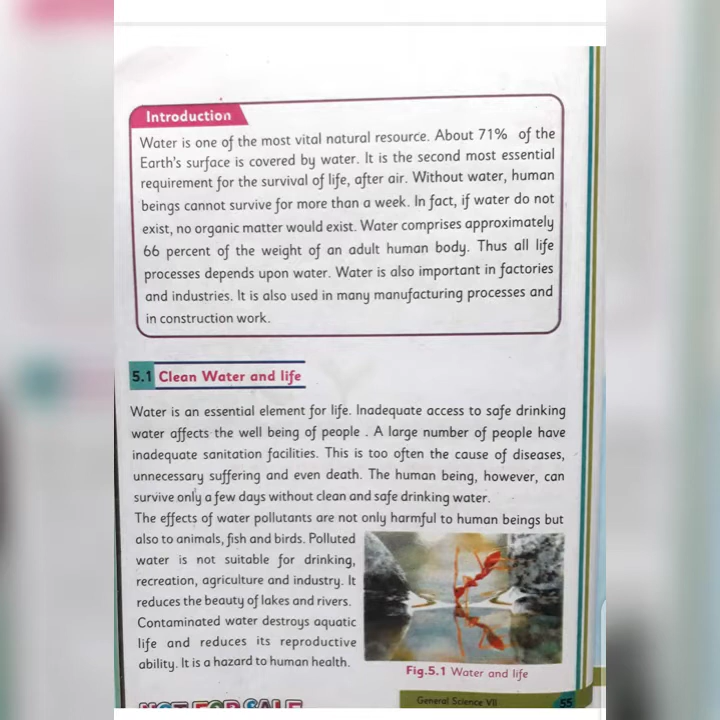 Introduction
Water is one of the most vital natural resource. About 71% of the
Earth's surface is covered by water. It is the second most essential
requirement for the survival of life, after air. Without water, human
beings cannot survive for more than a week. In fact, if water do not
exist, no organic matter would exist. Water comprises approximately
66 percent of the weight of an adult human body. Thus all life
processes depends upon water. Water is also important in factories
and industries. It is also used in many manufacturing processes and
in construction work.
5.1 Clean Water and life
Water is an essential element for life. Inadequate access to safe drinking
water affects the well being of people . A large number of people have
inadequate sanitation facilities. This is too often the cause of diseases,
unnecessary suffering and even death. The human being, however, can
survive only a few days without clean and safe drinking water.
The effects of water pollutants are not only harmful to human beings but
also to animals, fish and birds. Polluted
water is not suitable for drinking,
recreation, agriculture and industry. It
reduces the beauty of lakes and rivers.
Contaminated water destroys aquatic
life and reduces its reproductive
ability. It is a hazard to human health.
Fig.5.1 Water and life
NOT FOR SALE
General Science VII
55